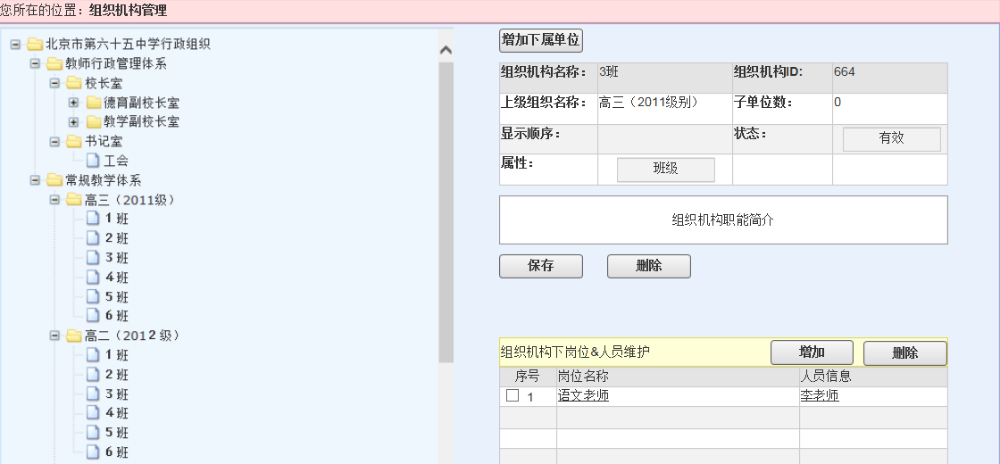 您所在的位置：组织机构管理
北京市第六十五中学行政组织
教师行政管理体系
校长室
德育副校长室
教学副校长室
书记室
工会
常规教学体系
高三（2011级）
1 班
2 班
3 班
4 班
5 班
6 班
高二（2012 级）
1 班
2 班
3 班
4 班
5 班
6 班
增加下属单位
组织机构名称： 3班 组织机构ID: 664
上级组织名称： 高三（2011级别） 子单位数： 0
显示顺序： 状态： 有效
属性： 班级
组织机构职能简介
保存 删除
组织机构下岗位&人员维护 增加 删除
序号 岗位名称 人员信息
1 语文老师 李老师